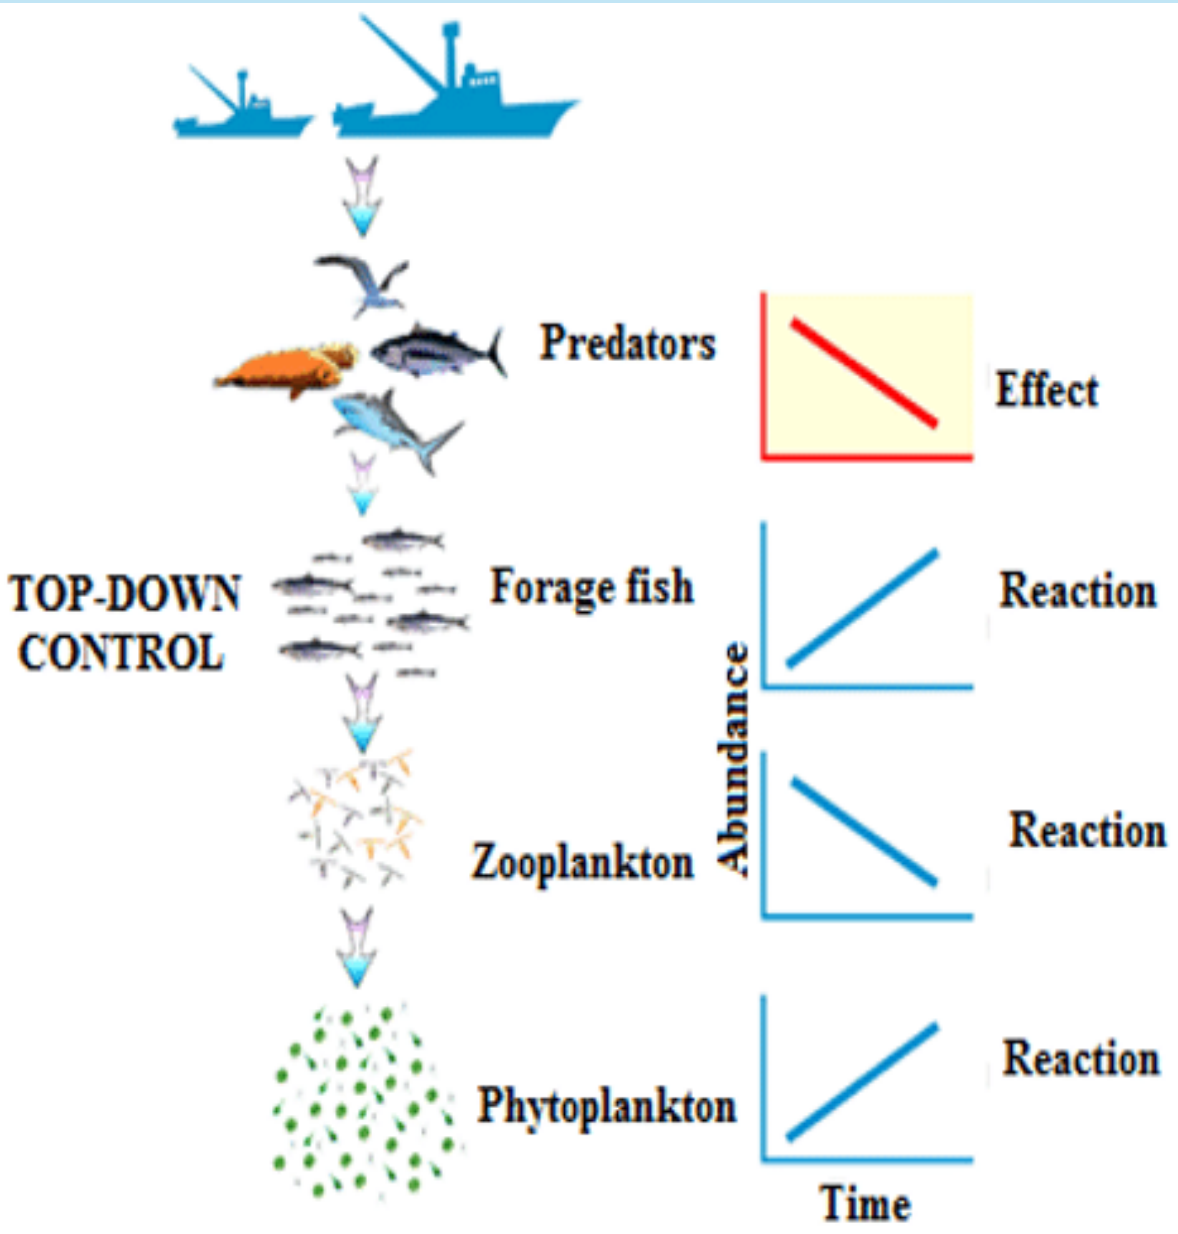 Predators
Effect
TOP-DOWN
CONTROL
Forage fish
Reaction
Abundance
Zooplankton
Reaction
Phytoplankton
Reaction
Time